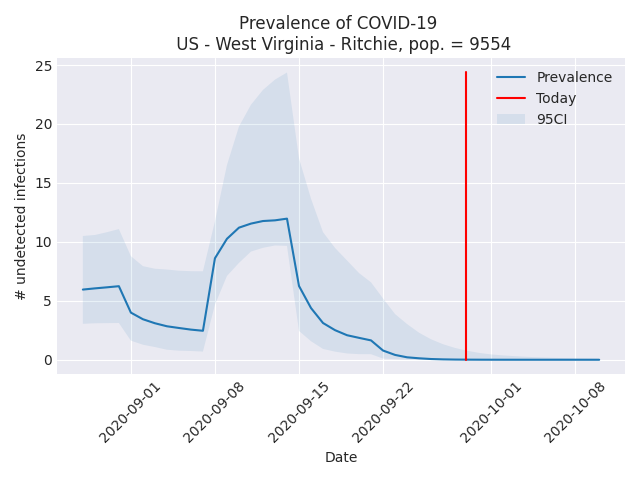 Prevalence of COVID-19
US - West Virginia - Ritchie, pop. = 9554
25
20
15
10
5
0
# undetected infections
Prevalence
Today
95CI
2020-09-01
2020-09-08
2020-09-15
2020-09-22
2020-10-01
2020-10-08
Date